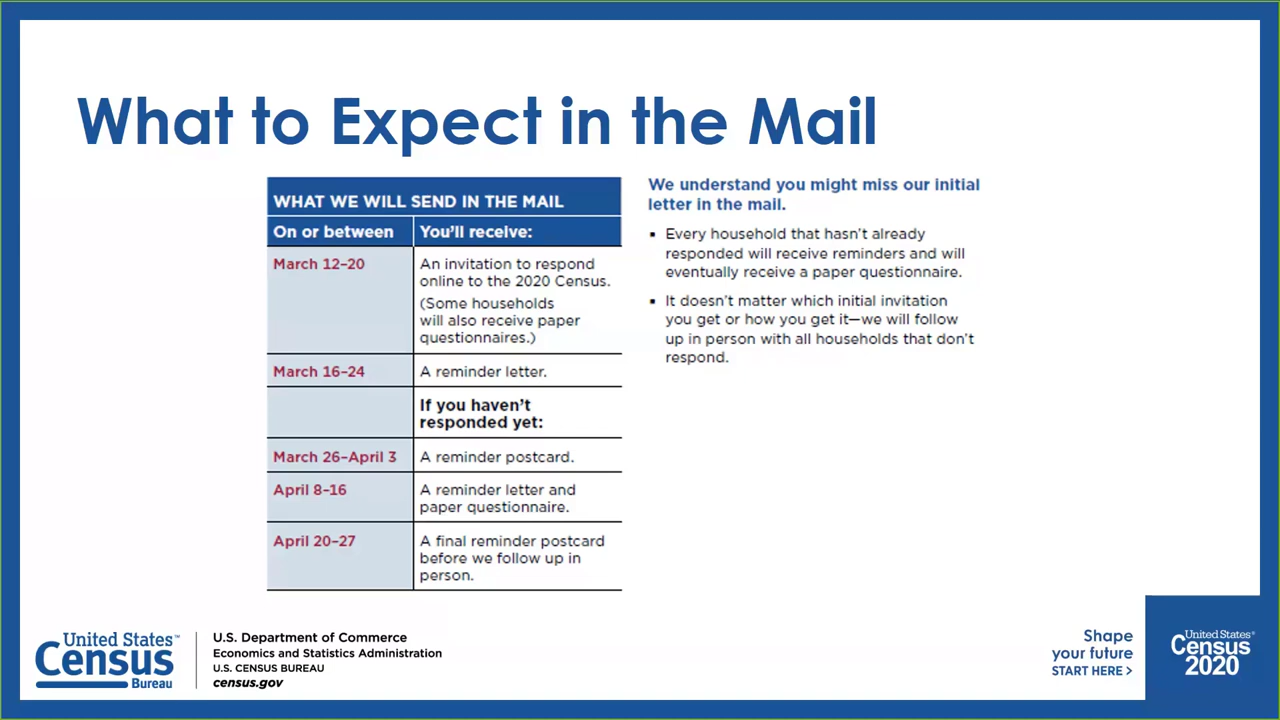 What to Expect in the Mail
WHAT WE WILL SEND IN THE MAIL
On or between
You'll receive:
March 12–20
An invitation to respond
online to the 2020 Census.
(Some households
will also receive paper
questionnaires.)
March 16–24
A reminder letter.
If you haven't
responded yet:
March 26–April 3
A reminder postcard.
April 8–16
A reminder letter and
paper questionnaire.
April 20–27
A final reminder postcard
before we follow up in
person.
We understand you might miss our initial
letter in the mail.
▪ Every household that hasn't already
responded will receive reminders and will
eventually receive a paper questionnaire.
▪ It doesn't matter which initial invitation
you get or how you get it—we will follow
up in person with all households that don't
respond.
United States™
Census
Bureau
U.S. Department of Commerce
Economics and Statistics Administration
U.S. CENSUS BUREAU
census.gov
Shape
your future
START HERE >
United States®
Census
2020